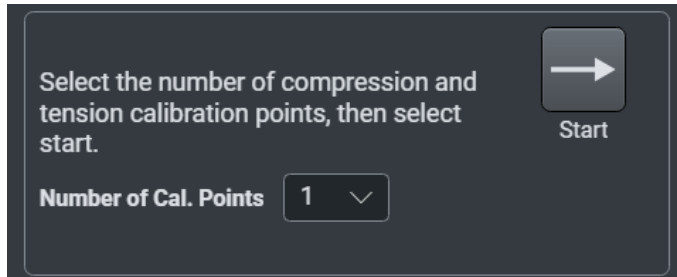 Select the number of compression and
tension calibration points, then select
start.
Start
Number of Cal. Points 1